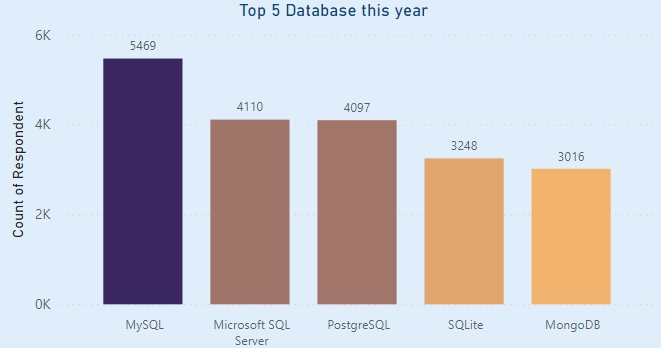 Top 5 Database this year
Count of Respondent
6K
4K
2K
0K
5469
4110
4097
3248
3016
MySQL
Microsoft SQL
Server
PostgreSQL
SQLite
MongoDB